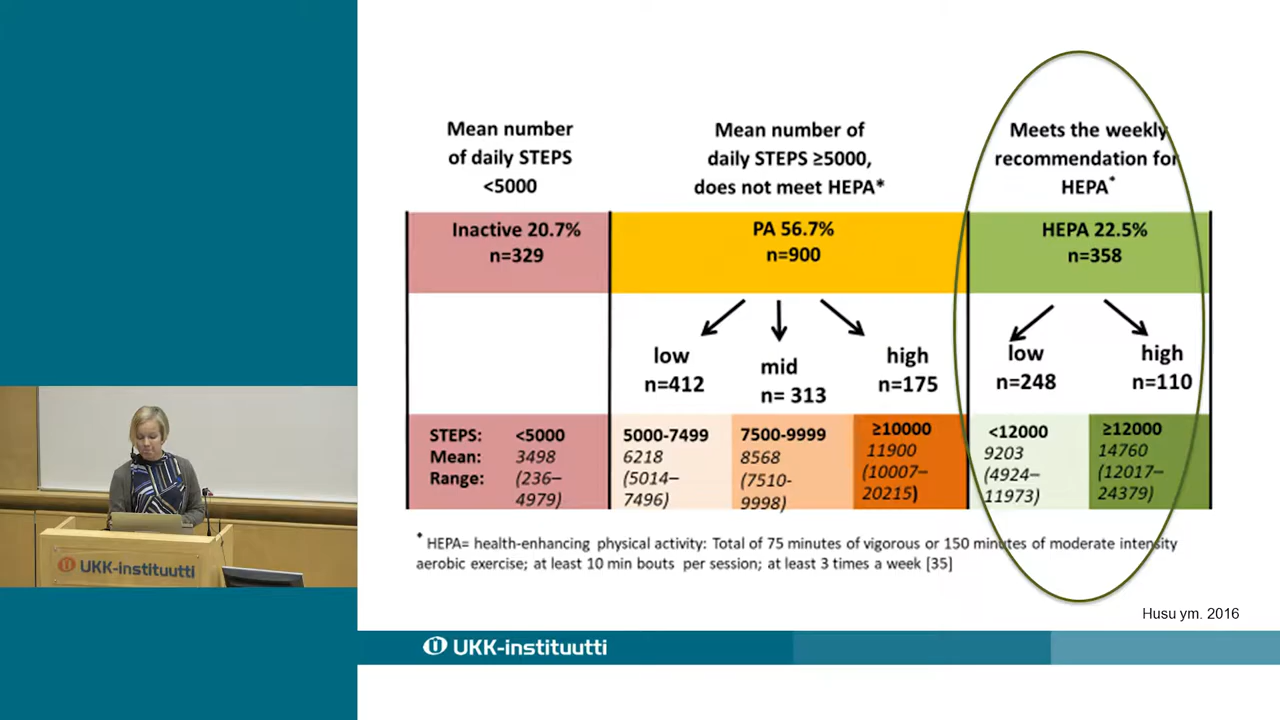 Mean number
of daily STEPS
<5000
Mean number of
daily STEPS ≥5000,
does not meet HEPA*
Meets the weekly
recommendation for
HEPA*
Inactive 20.7%
n=329
PA 56.7%
n=900
HEPA 22.5%
n=358
low
n=412
mid
n= 313
high
n=175
low
n=248
high
n=110
STEPS: <5000
Mean: 3498
Range: (236–
4979)
5000-7499
6218
(5014–
7496)
7500-9999
8568
(7510-
9998)
≥10000
11900
(10007–
20215)
<12000
9203
(4924–
11973)
≥12000
14760
(12017–
24379)
* HEPA= health-enhancing physical activity: Total of 75 minutes of vigorous or 150 minutes of moderate intensity
aerobic exercise; at least 10 min bouts per session; at least 3 times a week [35]
Husu ym. 2016
UKK-instituutti
UKK-instituutti